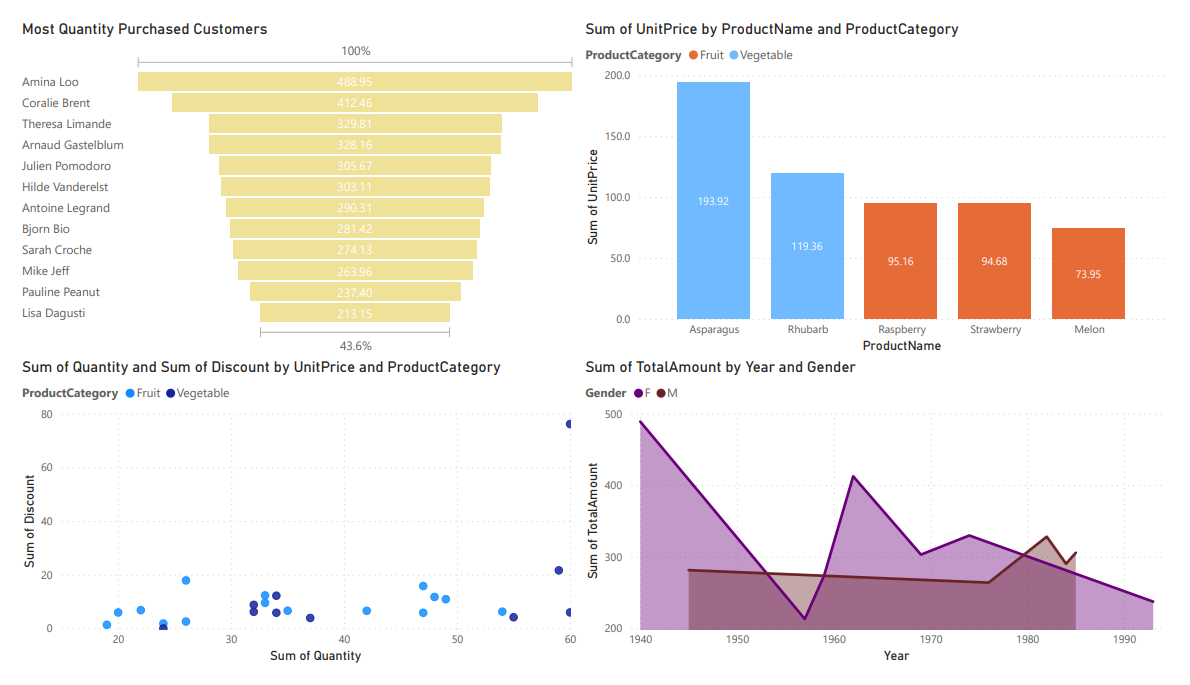 Most Quantity Purchased Customers
100%
Amina Loo 488.95
Coralie Brent 412.46
Theresa Limande 329.81
Arnaud Gastelblum 328.16
Julien Pomodoro 305.67
Hilde Vanderelst 303.11
Antoine Legrand 290.31
Bjorn Bio 281.42
Sarah Croche 274.13
Mike Jeff 263.96
Pauline Peanut 237.40
Lisa Dagusti 213.15
43.6%
Sum of UnitPrice by ProductName and ProductCategory
ProductCategory Fruit Vegetable
Sum of UnitPrice
200.0
150.0
100.0
50.0
0.0
193.92
119.36
95.16
94.68
73.95
Asparagus Rhubarb Raspberry Strawberry Melon
ProductName
Sum of Quantity and Sum of Discount by UnitPrice and ProductCategory
ProductCategory Fruit Vegetable
Sum of Discount
80
60
40
20
0
20 30 40 50 60
Sum of Quantity
Sum of TotalAmount by Year and Gender
Gender F M
Sum of TotalAmount
500
400
300
200
1940 1950 1960 1970 1980 1990
Year